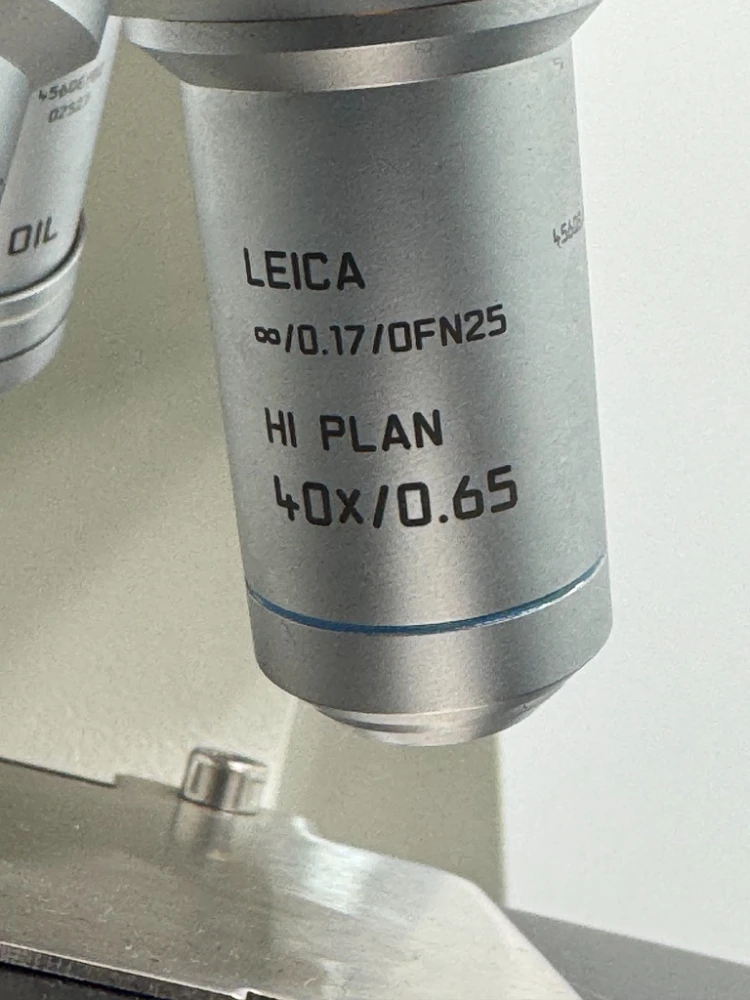 OIL
LEICA
∞/0.17/OFN25
HI PLAN
40x/0.65